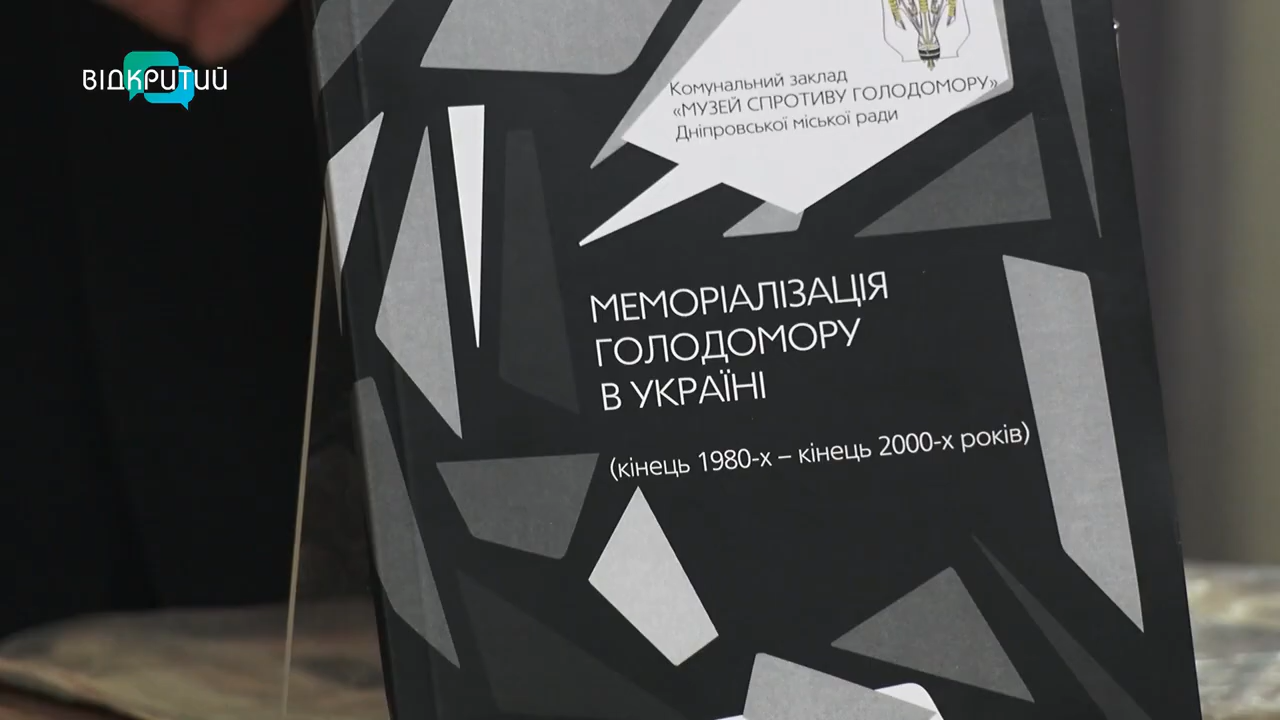 ВІДКРИТИЙ
Комунальний заклад
«МУЗЕЙ СПРОТИВУ ГОЛОДОМОРУ»
Дніпровської міської ради
МЕМОРІАЛІЗАЦІЯ
ГОЛОДОМОРУ
В УКРАЇНІ
(кінець 1980-х – кінець 2000-х років)